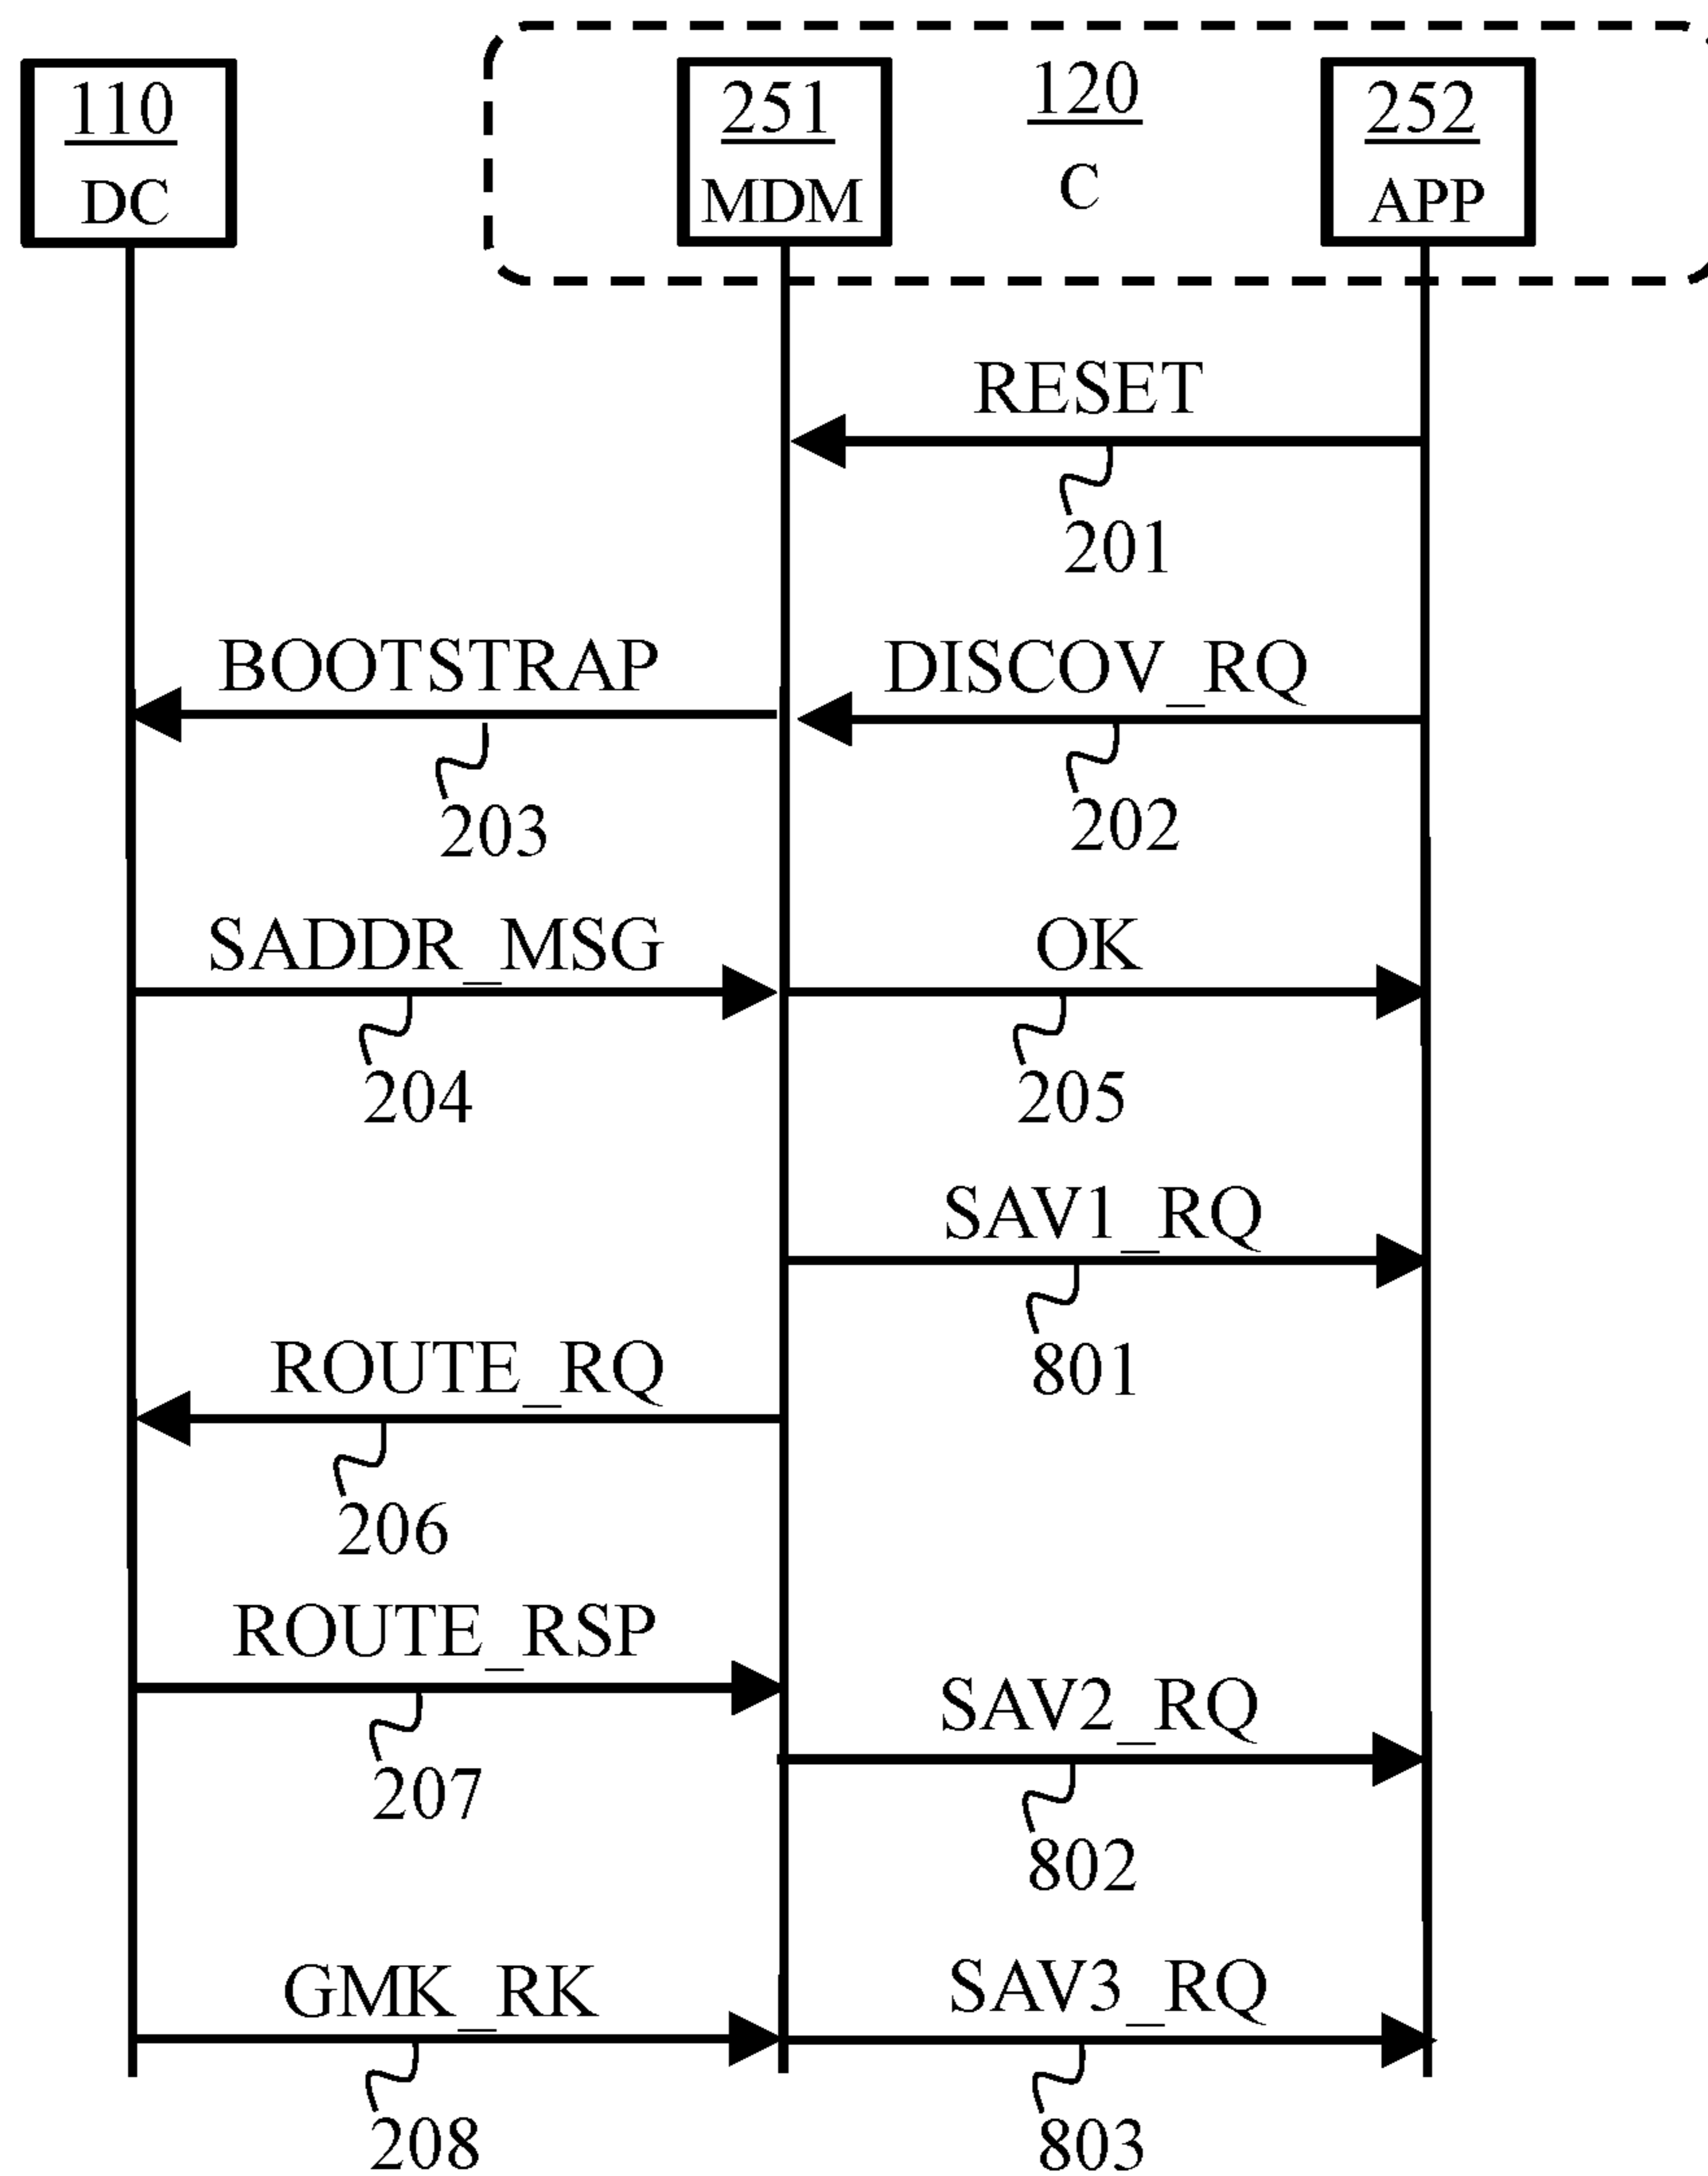 110
DC
251
MDM
120
C
252
APP
RESET
201
BOOTSTRAP
DISCOV_RQ
203
202
SADDR_MSG
OK
204
205
SAV1_RQ
801
ROUTE_RQ
206
ROUTE_RSP
207
SAV2_RQ
802
GMK_RK
SAV3_RQ
208
803